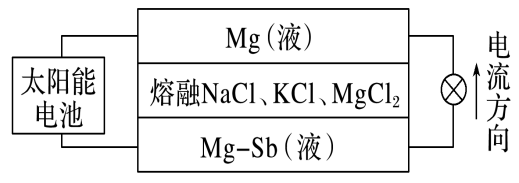 Mg(液)
太阳能
电池
熔融NaCl、KCl、MgCl₂
Mg-Sb(液)
电流方向